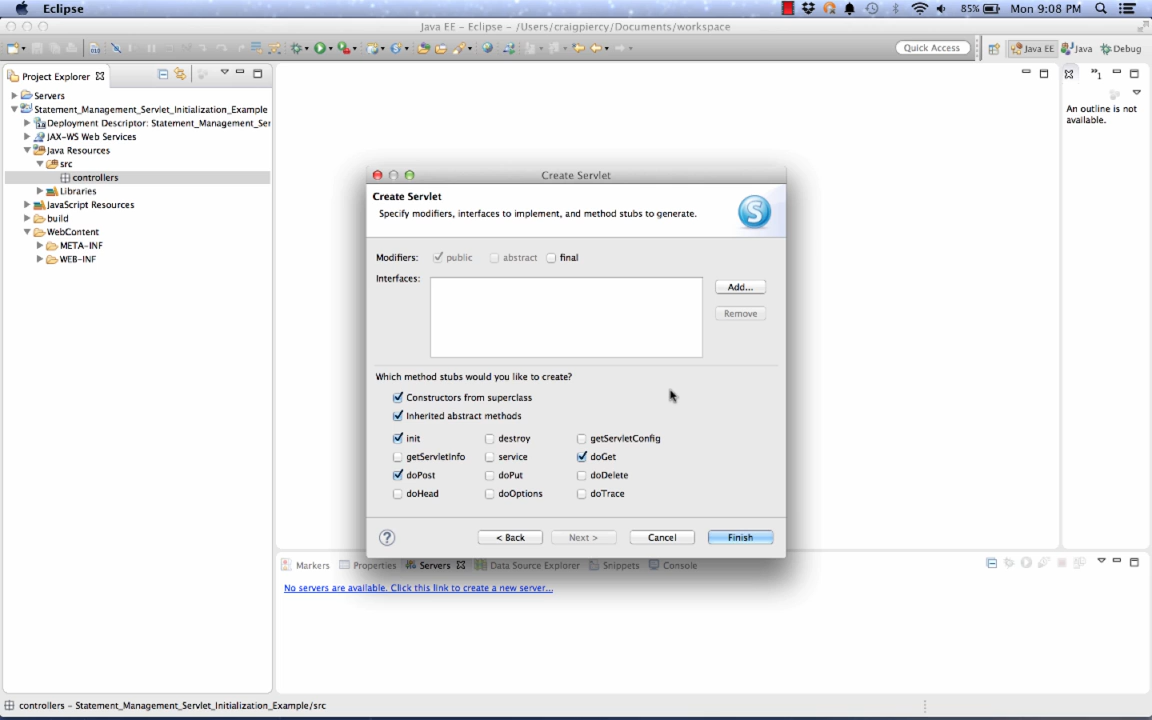 Eclipse
85%
Mon 9:08 PM
Java EE - Eclipse - /Users/craigpiercy/Documents/workspace
Quick Access
Java EE
Java
Debug
Project Explorer
Servers
Statement_Management_Servlet_Initialization_Example
Deployment Descriptor: Statement_Management_Ser
JAX-WS Web Services
Java Resources
src
controllers
Libraries
JavaScript Resources
build
WebContent
META-INF
WEB-INF
1
An outline is not
available.
Create Servlet
Create Servlet
Specify modifiers, interfaces to implement, and method stubs to generate.
S
Modifiers:
public
abstract
final
Interfaces:
Add...
Remove
Which method stubs would you like to create?
Constructors from superclass
Inherited abstract methods
init
destroy
getServletConfig
getServletInfo
service
doGet
doPost
doPut
doDelete
doHead
doOptions
doTrace
?
< Back
Next >
Cancel
Finish
Markers
Properties
Servers
Data Source Explorer
Snippets
Console
No servers are available. Click this link to create a new server...
controllers - Statement_Management_Servlet_Initialization_Example/src